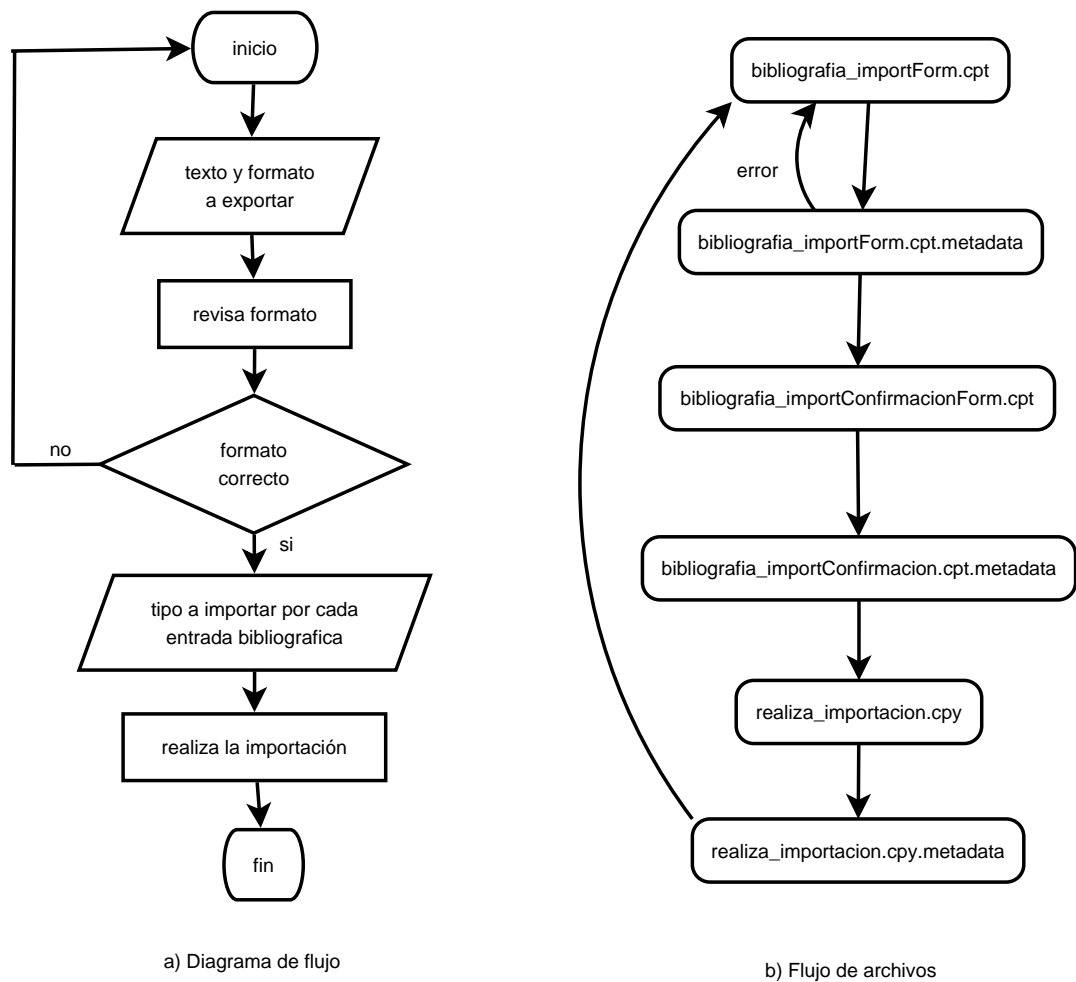 inicio
texto y formato
a exportar
revisa formato
formato
correcto
no
si
tipo a importar por cada
entrada bibliografica
realiza la importación
fin
a) Diagrama de flujo
bibliografia_importForm.cpt
error
bibliografia_importForm.cpt.metadata
bibliografia_importConfirmacionForm.cpt
bibliografia_importConfirmacion.cpt.metadata
realiza_importacion.cpy
realiza_importacion.cpy.metadata
b) Flujo de archivos